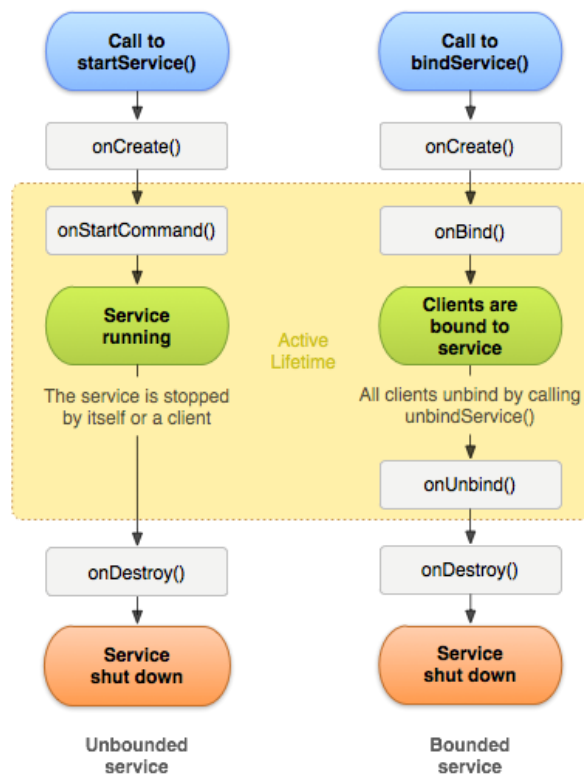 Call to
startService()
onCreate()
onStartCommand()
Service
running
The service is stopped
by itself or a client
onDestroy()
Service
shut down
Unbounded
service
Active
Lifetime
Call to
bindService()
onCreate()
onBind()
Clients are
bound to
service
All clients unbind by calling
unbindService()
onUnbind()
onDestroy()
Service
shut down
Bounded
service